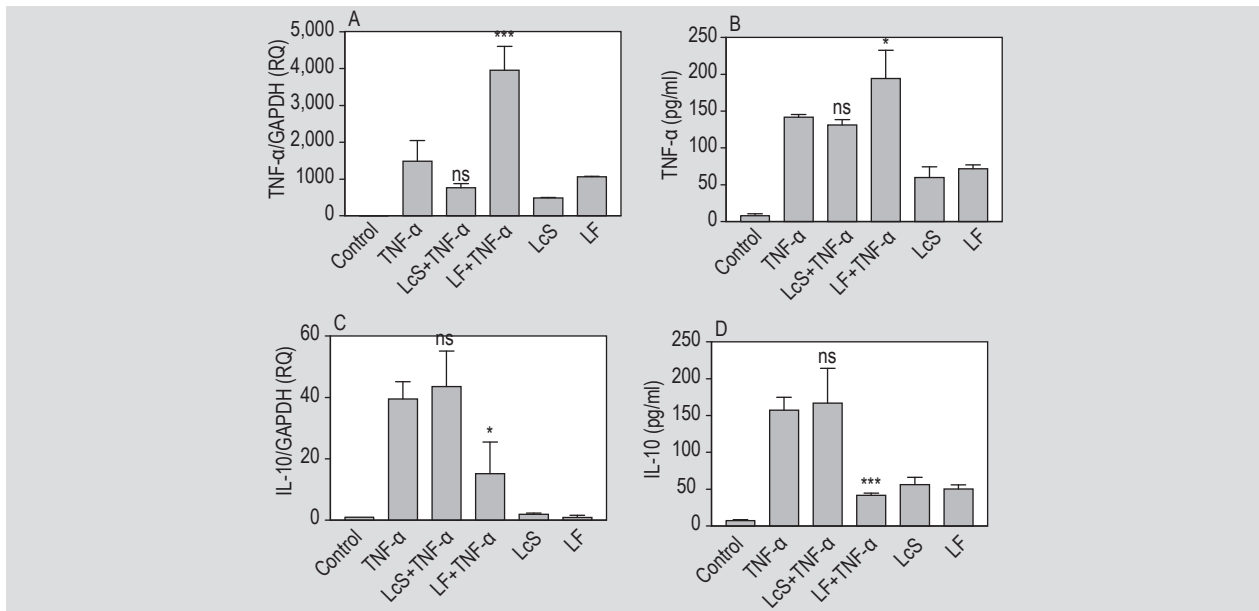 A
TNF-α/GAPDH (RQ)
5,000
4,000
3,000
2000
1000
0
***
ns
Control
TNF-α
LcS+TNF-α
LF+TNF-α
LcS
LF
B
TNF-α (pg/ml)
250
200
150
100
50
0
*
ns
Control
TNF-α
LcS+TNF-α
LF+TNF-α
LcS
LF
C
IL-10/GAPDH (RQ)
60
40
20
0
ns
*
Control
TNF-α
LcS+TNF-α
LF+TNF-α
LcS
LF
D
IL-10 (pg/ml)
250
200
150
100
50
0
ns
***
Control
TNF-α
LcS+TNF-α
LF+TNF-α
LcS
LF